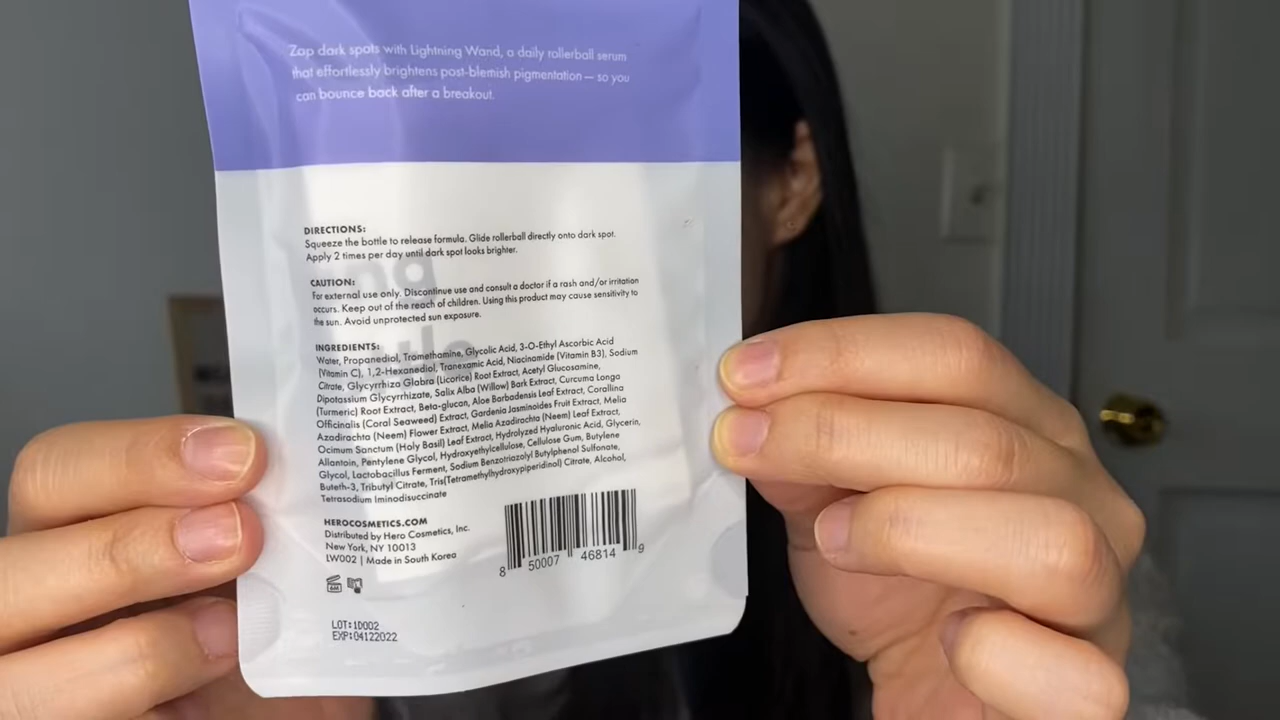 Zap dark spots with Lightning Wand, a daily rollerball serum
that effortlessly brightens post-blemish pigmentation — so you
can bounce back after a breakout.
DIRECTIONS:
Squeeze the bottle to release formula. Glide rollerball directly onto dark spot.
Apply 2 times per day until dark spot looks brighter.
CAUTION:
For external use only. Discontinue use and consult a doctor if a rash and/or irritation
occurs. Keep out of the reach of children. Using this product may cause sensitivity to
the sun. Avoid unprotected sun exposure.
INGREDIENTS:
Water, Propanediol, Tromethamine, Glycolic Acid, 3-O-Ethyl Ascorbic Acid
(Vitamin C), 1,2-Hexanediol, Tranexamic Acid, Niacinamide (Vitamin B3), Sodium
Citrate, Glycyrrhiza Glabra (Licorice) Root Extract, Acetyl Glucosamine,
Dipotassium Glycyrrhizate, Salix Alba (Willow) Bark Extract, Curcuma Longa
(Turmeric) Root Extract, Beta-glucan, Aloe Barbadensis Leaf Extract, Corallina
Officinalis (Coral Seaweed) Extract, Gardenia Jasminoides Fruit Extract, Melia
Azadirachta (Neem) Flower Extract, Melia Azadirachta (Neem) Leaf Extract,
Ocimum Sanctum (Holy Basil) Leaf Extract, Hydrolyzed Hyaluronic Acid, Glycerin,
Allantoin, Pentylene Glycol, Hydroxyethylcellulose, Cellulose Gum, Butylene
Glycol, Lactobacillus Ferment, Sodium Benzotriazolyl Butylphenol Sulfonate,
Buteth-3, Tributyl Citrate, Tris(Tetramethylhydroxypiperidinol) Citrate, Alcohol,
Tetrasodium Iminodisuccinate
HEROCOSMETICS.COM
Distributed by Hero Cosmetics, Inc.
New York, NY 10013
LW002 | Made in South Korea
8 50007 46814 9
LOT:1D002
EXP:04122022